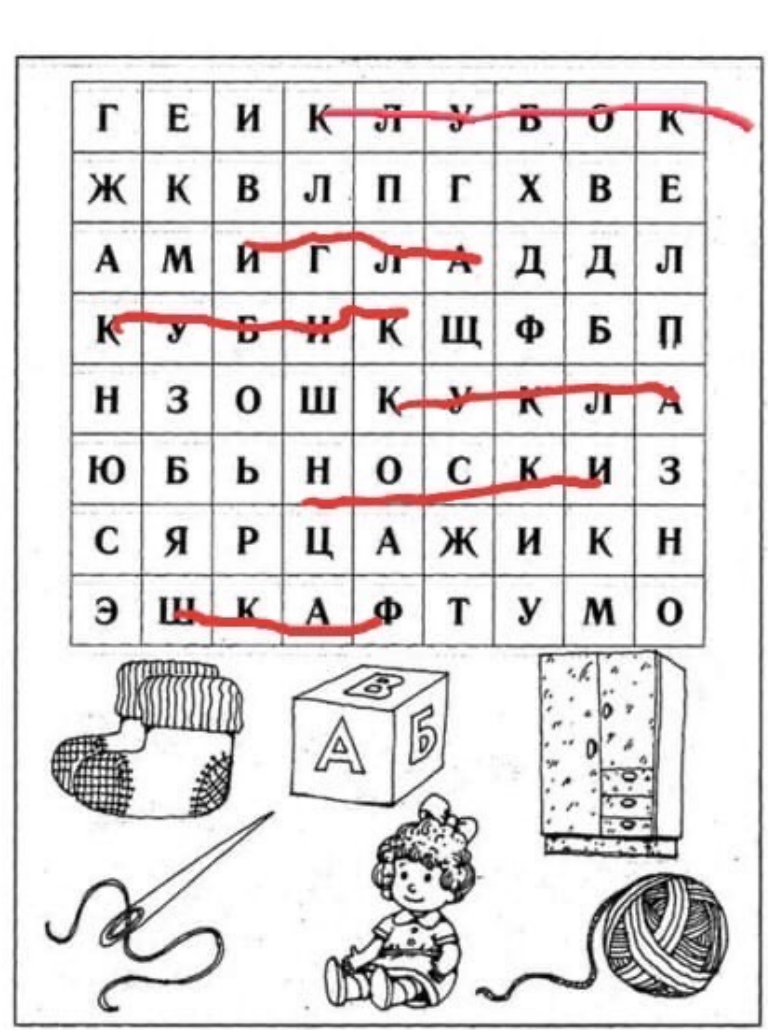 Г Е И К Л У Б О К
Ж К В Л П Г Х В Е
А М И Г Л А Д Д Л
К У Б И К Щ Ф Б П
Н З О Ш К У К Л А
Ю Б Ь Н О С К И З
С Я Р Ц А Ж И К Н
Э Ш К А Ф Т У М О
В
А Б